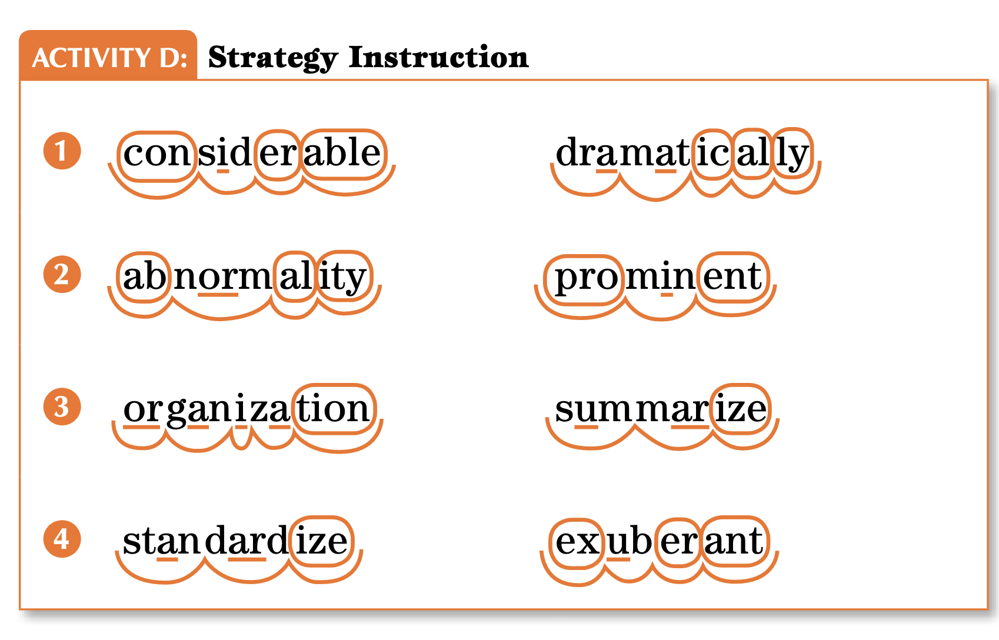 ACTIVITY D: Strategy Instruction
1 considerable dramatically
2 abnormality prominent
3 organization summarize
4 standardize exuberant